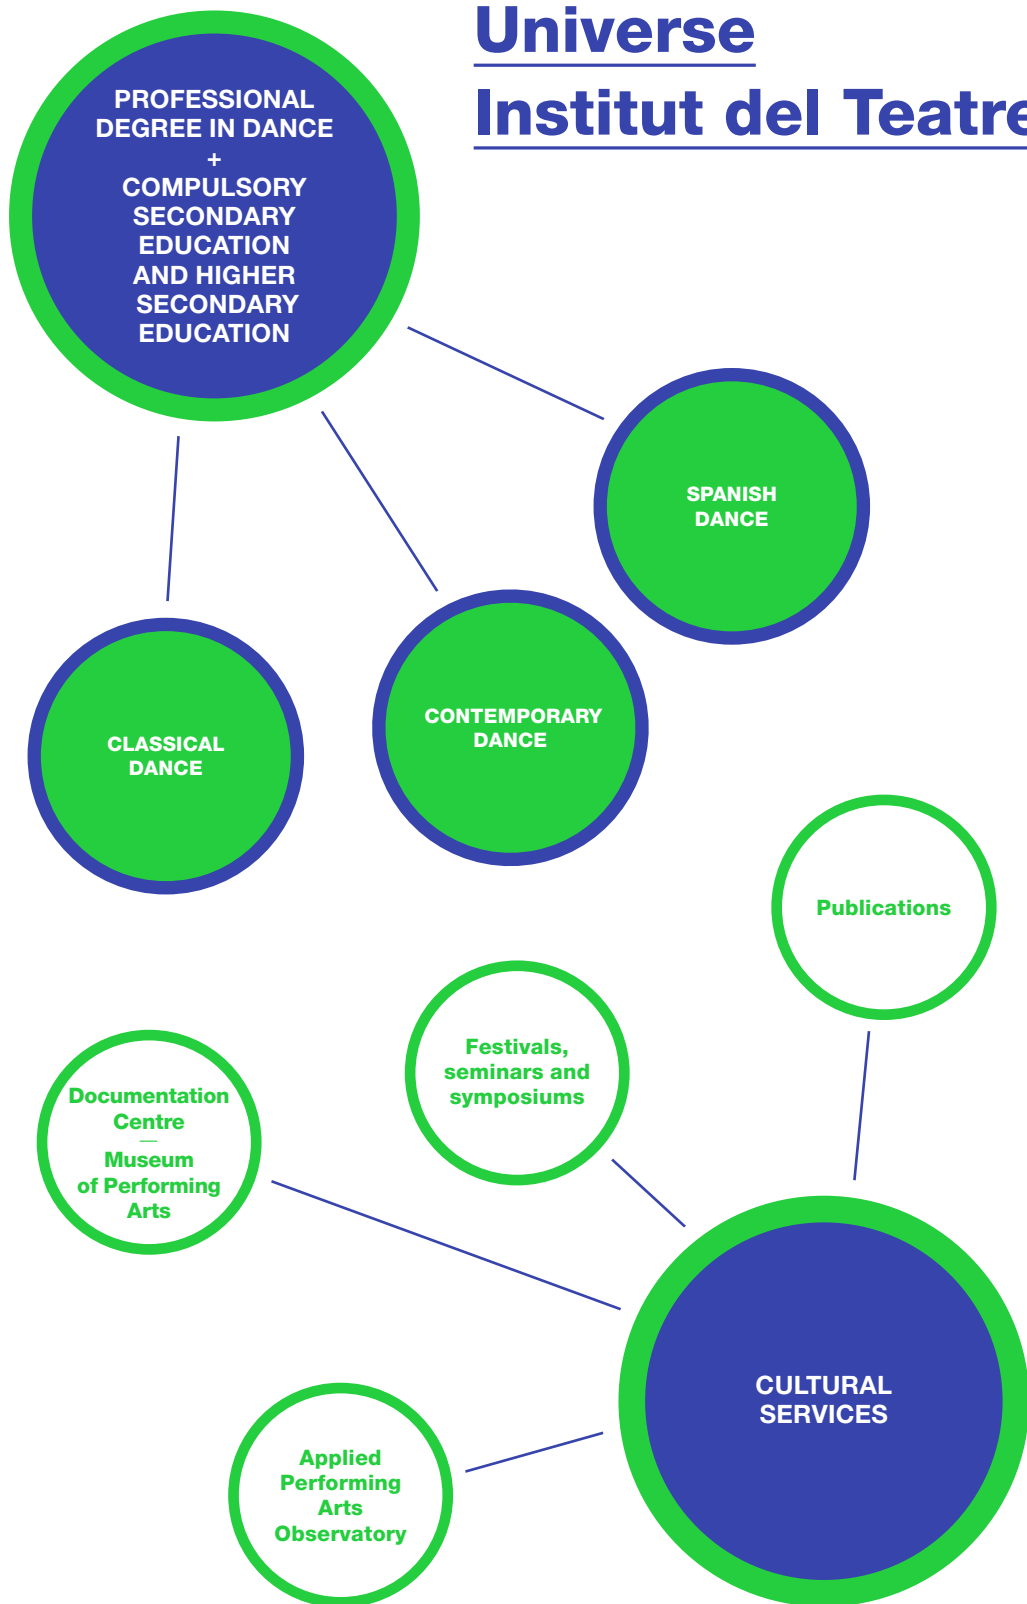 Universe
Institut del Teatre
PROFESSIONAL
DEGREE IN DANCE
+
COMPULSORY
SECONDARY
EDUCATION
AND HIGHER
SECONDARY
EDUCATION
SPANISH
DANCE
CONTEMPORARY
DANCE
CLASSICAL
DANCE
Publications
Festivals,
seminars and
symposiums
Documentation
Centre
—
Museum
of Performing
Arts
CULTURAL
SERVICES
Applied
Performing
Arts
Observatory